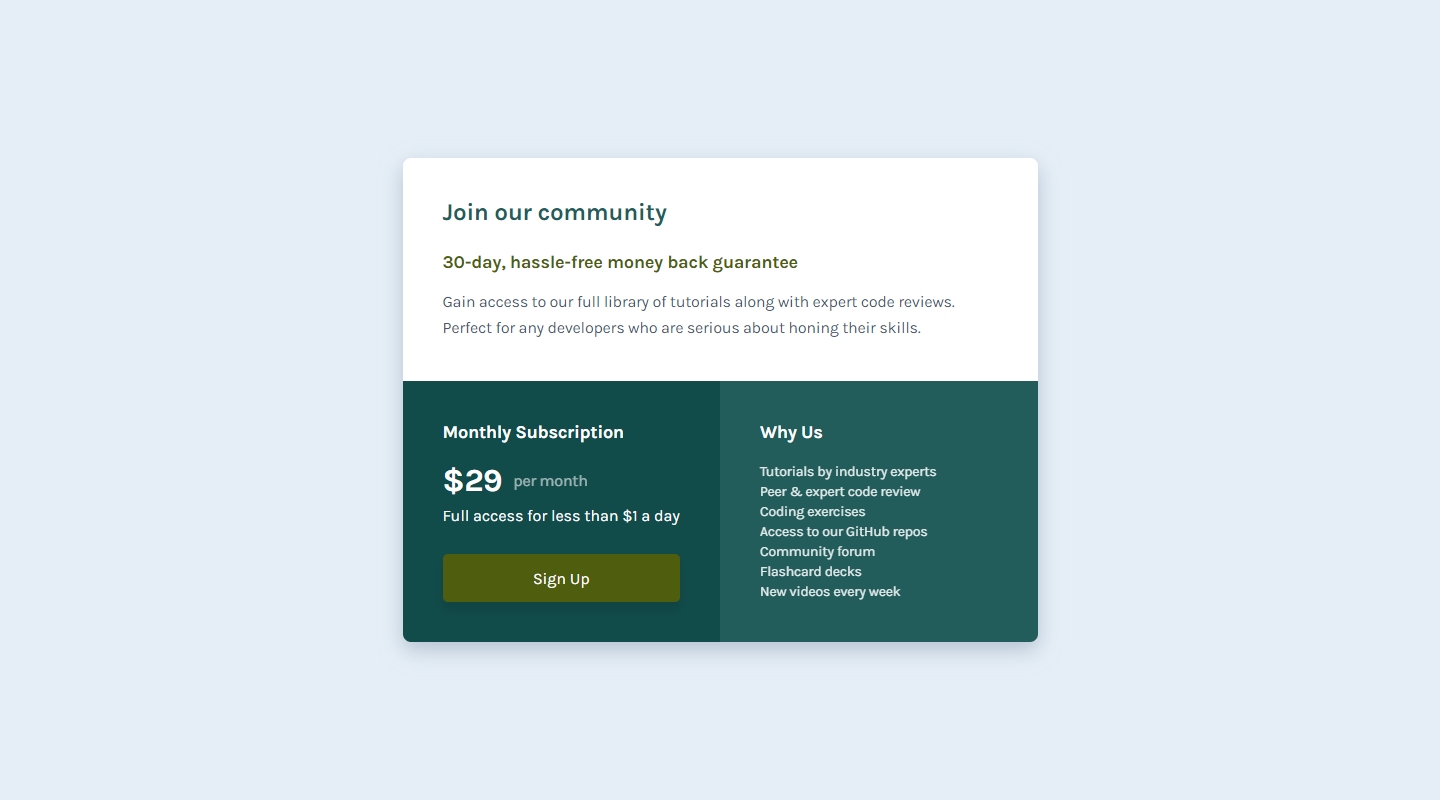 Join our community
30-day, hassle-free money back guarantee
Gain access to our full library of tutorials along with expert code reviews.
Perfect for any developers who are serious about honing their skills.
Monthly Subscription
$29 per month
Full access for less than $1 a day
Sign Up
Why Us
Tutorials by industry experts
Peer & expert code review
Coding exercises
Access to our GitHub repos
Community forum
Flashcard decks
New videos every week